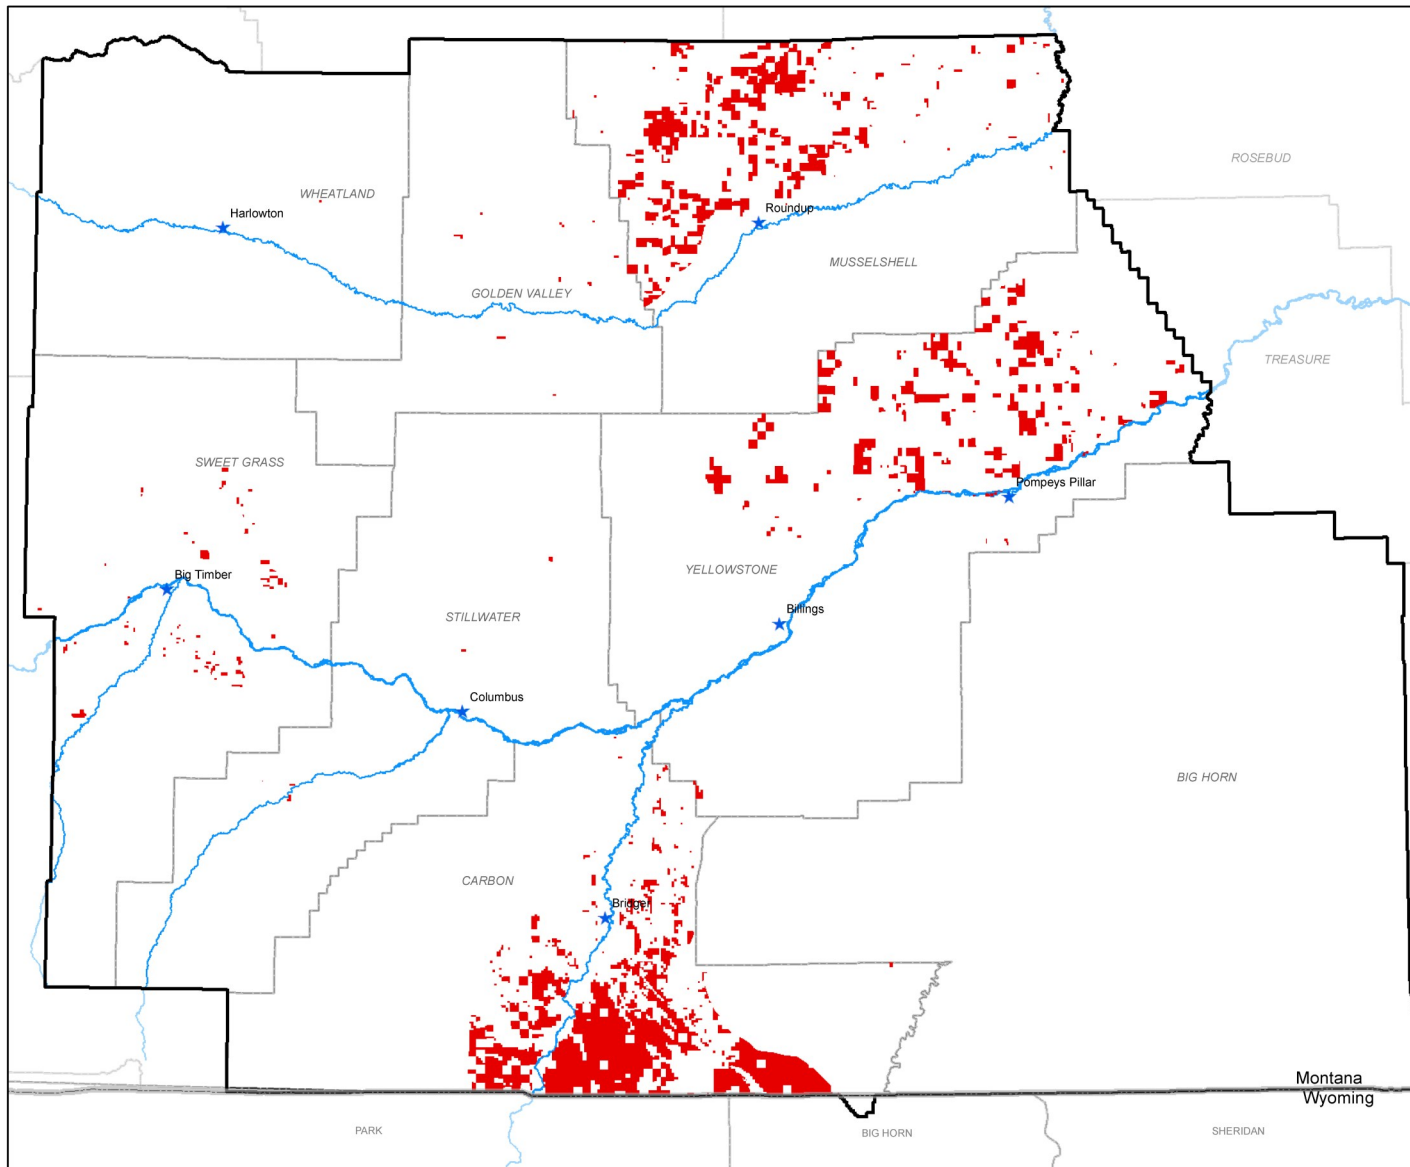 ROSEBUD
WHEATLAND
Harlowton
Roundup
MUSSELSHELL
GOLDEN VALLEY
TREASURE
SWEET GRASS
Pompeys Pillar
Big Timber
YELLOWSTONE
Billings
STILLWATER
Columbus
BIG HORN
CARBON
Bridger
Montana
Wyoming
PARK
BIG HORN
SHERIDAN